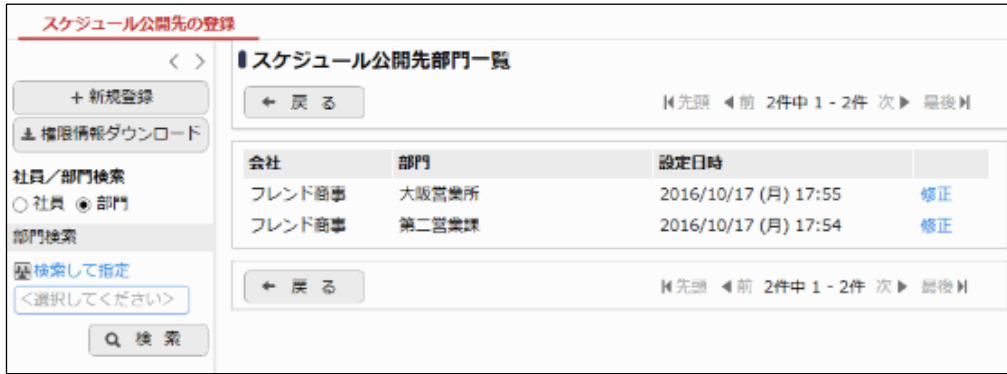 スケジュール公開先の登録
< >
+ 新規登録
権限情報ダウンロード
社員／部門検索
社員 部門
部門検索
検索して指定
<選択してください>
検 索
スケジュール公開先部門一覧
戻 る
先頭 前 2件中 1 - 2件 次 最後
会社 部門 設定日時
フレンド商事 大阪営業所 2016/10/17 (月) 17:55 修正
フレンド商事 第二営業課 2016/10/17 (月) 17:54 修正
戻 る
先頭 前 2件中 1 - 2件 次 最後